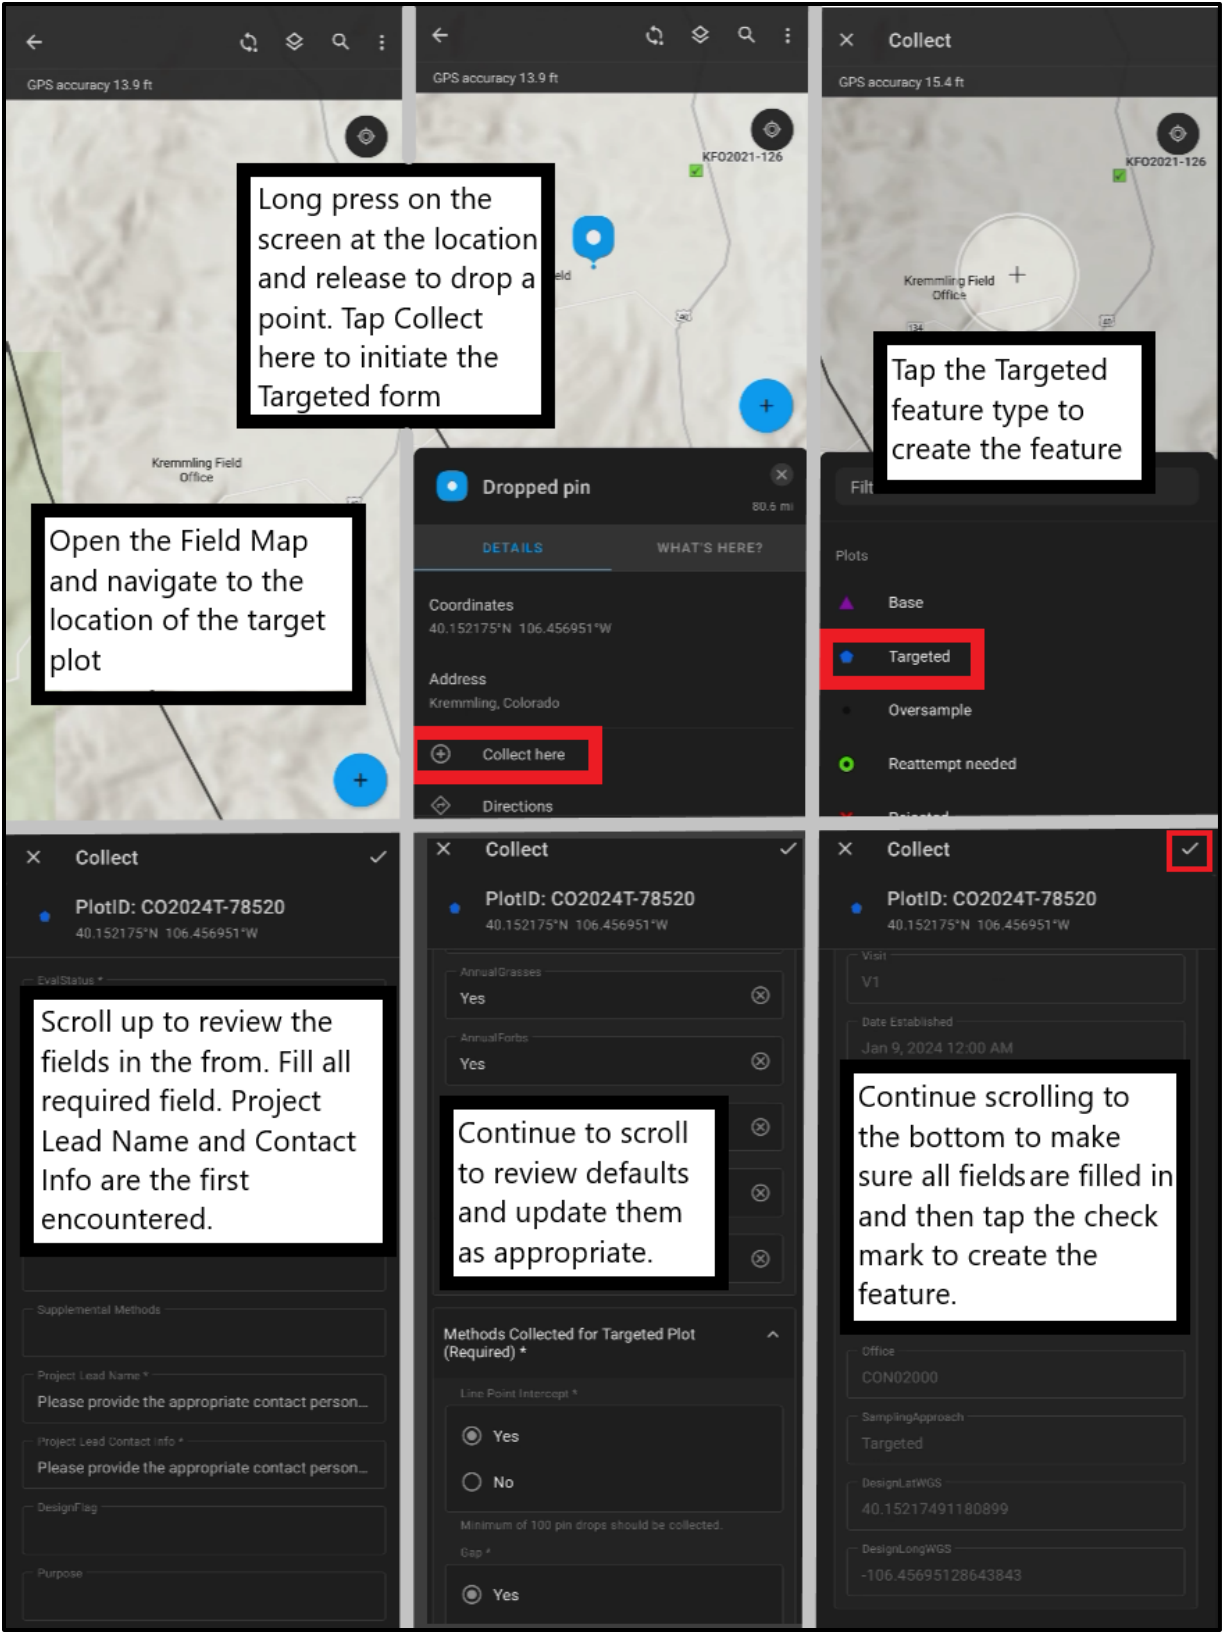 GPS accuracy 13.9 ft
Kremmling Field
Office
Open the Field Map
and navigate to the
location of the target
plot
Long press on the
screen at the location
and release to drop a
point. Tap Collect
here to initiate the
Targeted form
GPS accuracy 13.9 ft
KFO2021-126
eld
40
Dropped pin
80.6 mi
DETAILS
WHAT'S HERE?
Coordinates
40.152175°N 106.456951°W
Address
Kremmling, Colorado
Collect here
Directions
Collect
GPS accuracy 15.4 ft
KFO2021-126
Kremmling Field
Office
134
40
Tap the Targeted
feature type to
create the feature
Filt
Plots
Base
Targeted
Oversample
Reattempt needed
Rejected
Collect
PlotID: CO2024T-78520
40.152175°N 106.456951°W
EvalStatus *
Scroll up to review the
fields in the from. Fill all
required field. Project
Lead Name and Contact
Info are the first
encountered.
Supplemental Methods
Project Lead Name *
Please provide the appropriate contact person...
Project Lead Contact Info *
Please provide the appropriate contact person...
DesignFlag
Purpose
Collect
PlotID: CO2024T-78520
40.152175°N 106.456951°W
AnnualGrasses
Yes
AnnualForbs
Yes
Continue to scroll
to review defaults
and update them
as appropriate.
Methods Collected for Targeted Plot
(Required) *
Line Point Intercept *
Yes
No
Minimum of 100 pin drops should be collected.
Gap *
Yes
Collect
PlotID: CO2024T-78520
40.152175°N 106.456951°W
Visit
V1
Date Established
Jan 9, 2024 12:00 AM
Continue scrolling to
the bottom to make
sure all fields are filled in
and then tap the check
mark to create the
feature.
Office
CON02000
SamplingApproach
Targeted
DesignLatWGS
40.15217491180899
DesignLongWGS
-106.45695128643843